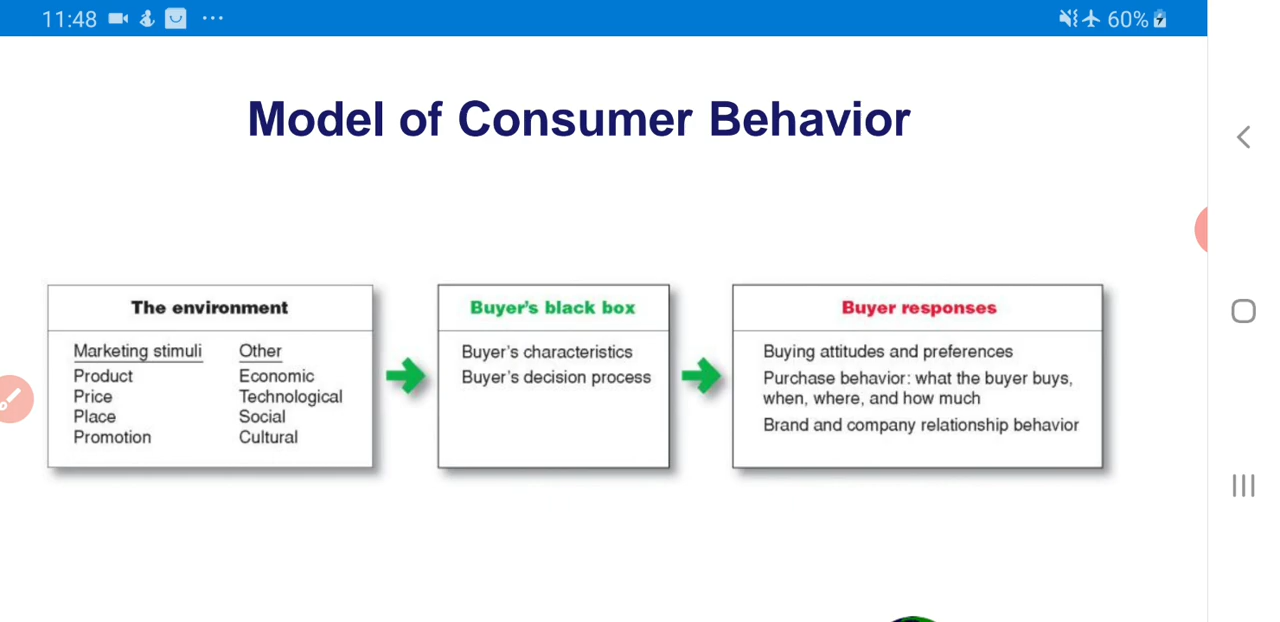 11:48
60%
Model of Consumer Behavior
The environment
Marketing stimuli
Product
Price
Place
Promotion
Other
Economic
Technological
Social
Cultural
Buyer's black box
Buyer's characteristics
Buyer's decision process
Buyer responses
Buying attitudes and preferences
Purchase behavior: what the buyer buys,
when, where, and how much
Brand and company relationship behavior